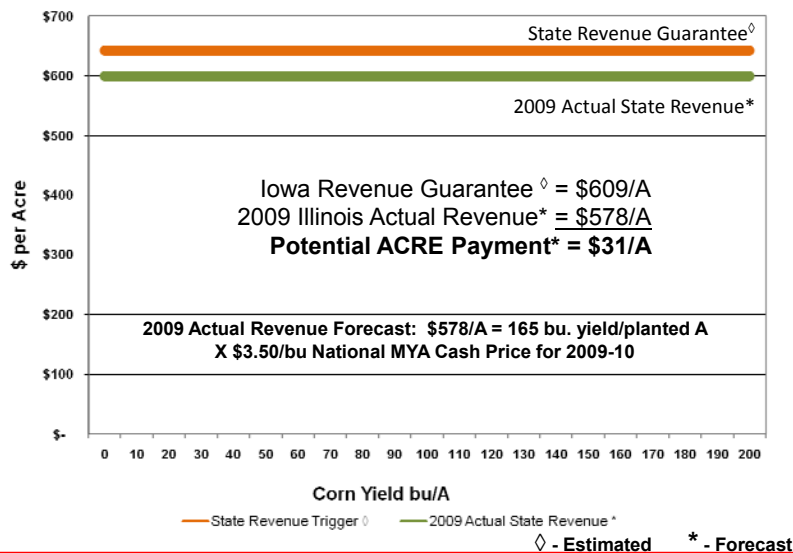 $700
State Revenue Guarantee◊
$600
2009 Actual State Revenue*
$500
$ per Acre
$400
Iowa Revenue Guarantee ◊ = $609/A
2009 Illinois Actual Revenue* = $578/A
Potential ACRE Payment* = $31/A
$300
$200
2009 Actual Revenue Forecast: $578/A = 165 bu. yield/planted A
X $3.50/bu National MYA Cash Price for 2009-10
$100
$-
0 10 20 30 40 50 60 70 80 90 100 110 120 130 140 150 160 170 180 190 200
Corn Yield bu/A
State Revenue Trigger ◊ 2009 Actual State Revenue *
◊ - Estimated * - Forecast